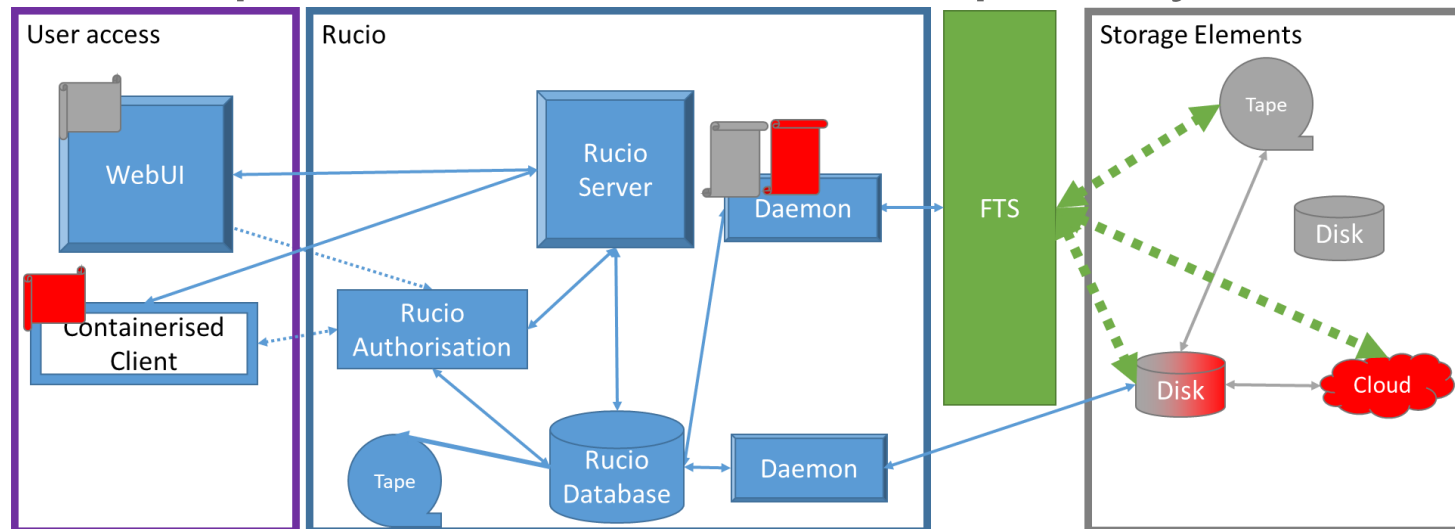 User access
Rucio
Storage Elements
WebUI
Rucio
Server
Daemon
FTS
Tape
Disk
Containerised
Client
Rucio
Authorisation
Disk
Cloud
Tape
Rucio
Database
Daemon